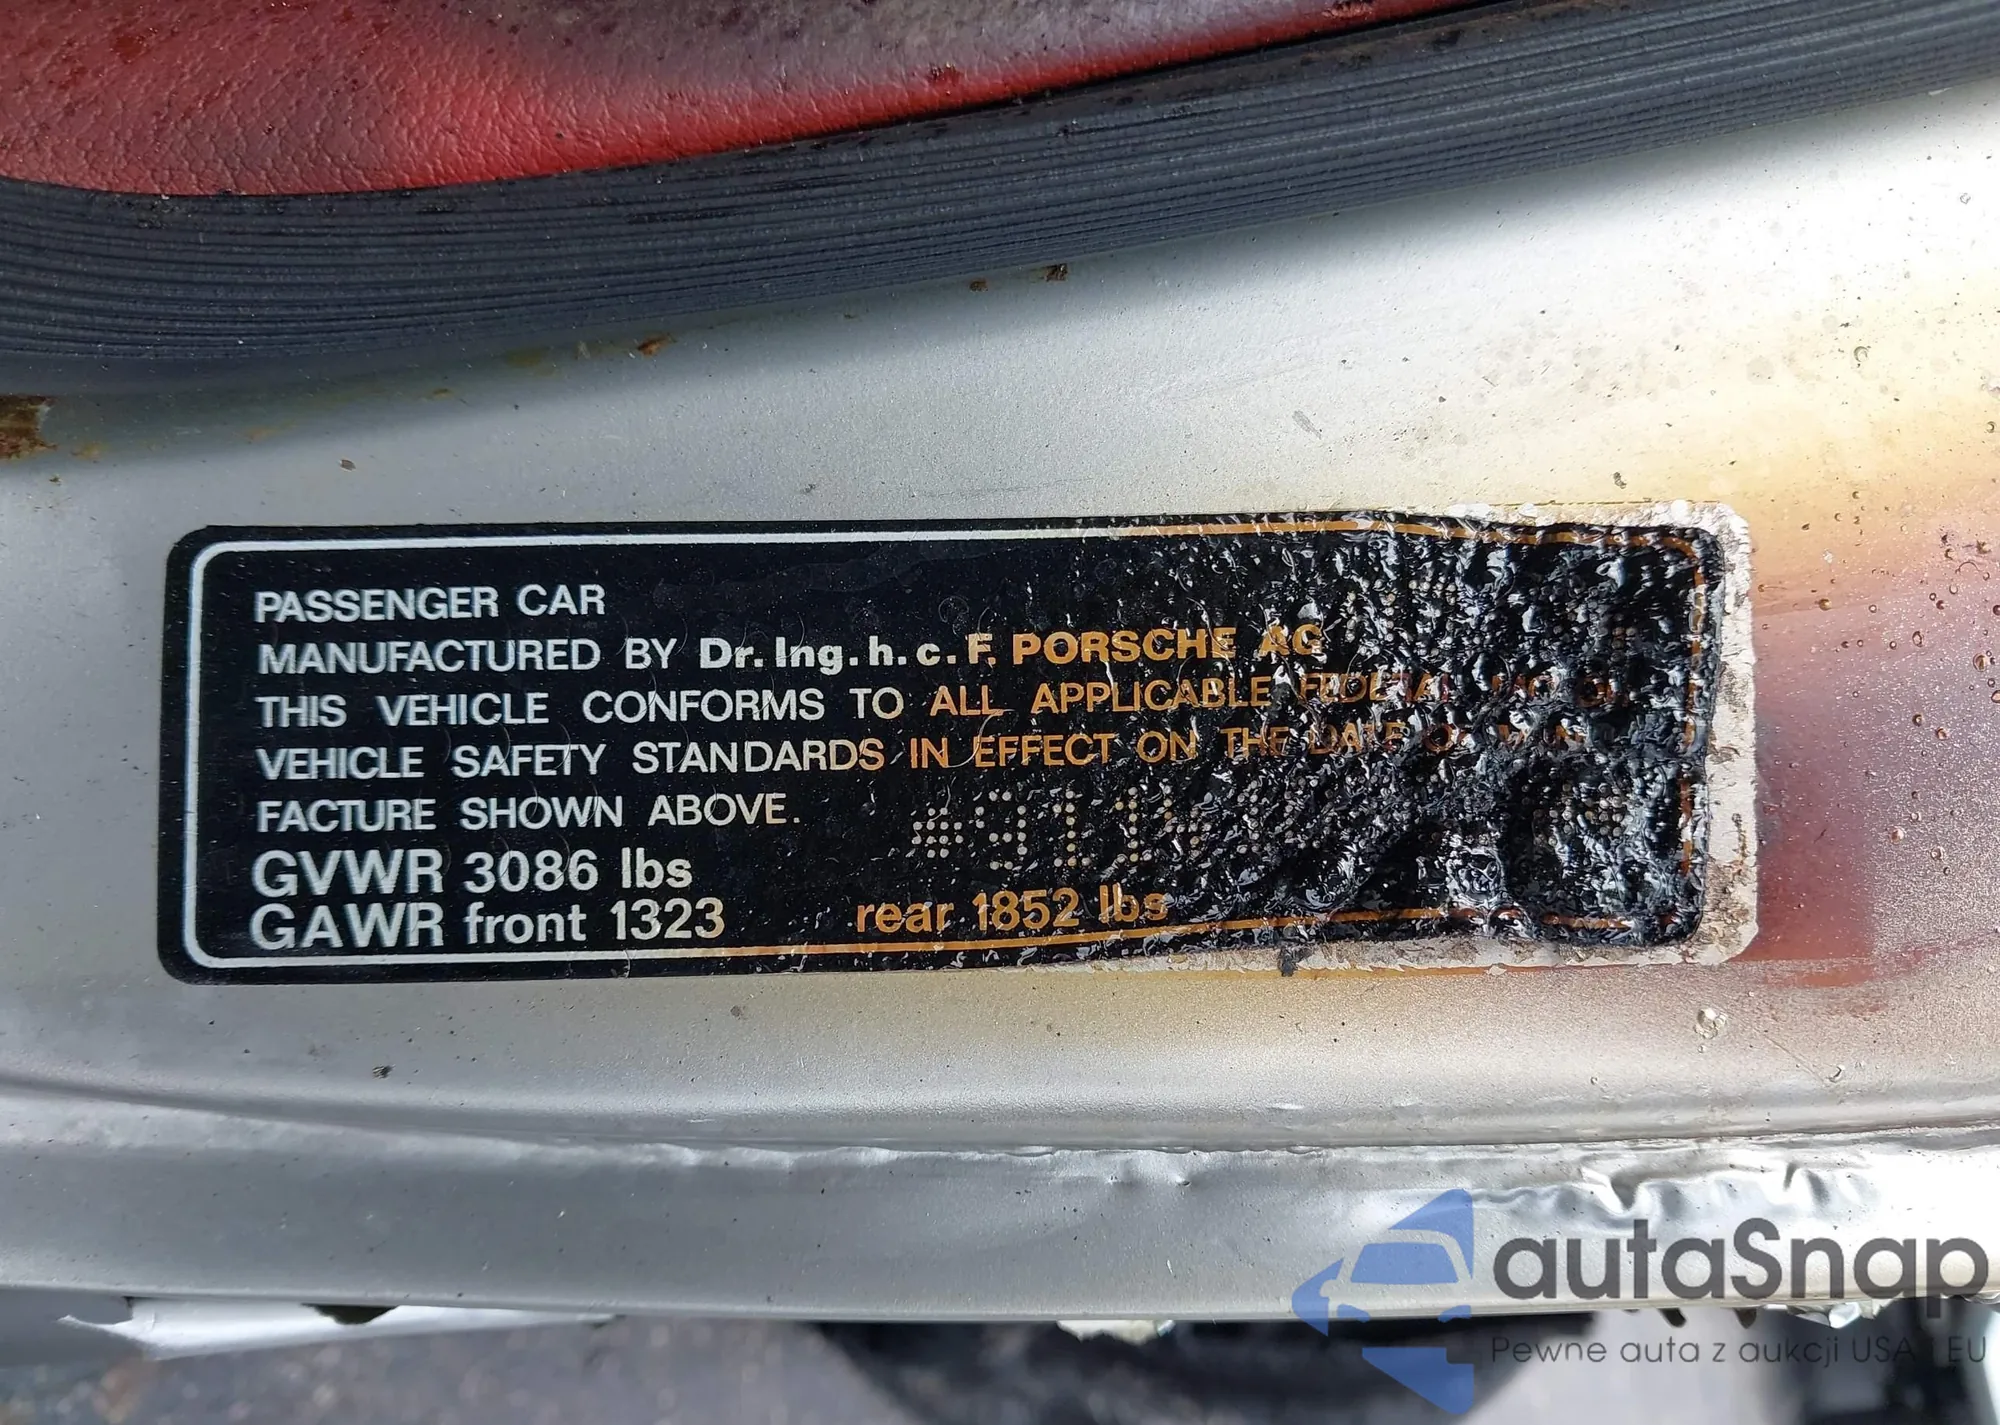 PASSENGER CAR
MANUFACTURED BY Dr. Ing. h. c. F. PORSCHE AG
THIS VEHICLE CONFORMS TO ALL APPLICABLE FEDERAL
VEHICLE SAFETY STANDARDS IN EFFECT ON THE DATE
FACTURE SHOWN ABOVE.
GVWR 3086 lbs
GAWR front 1323 rear 1852 lbs
autaSnap
Pewne auta z aukcji USA i EU